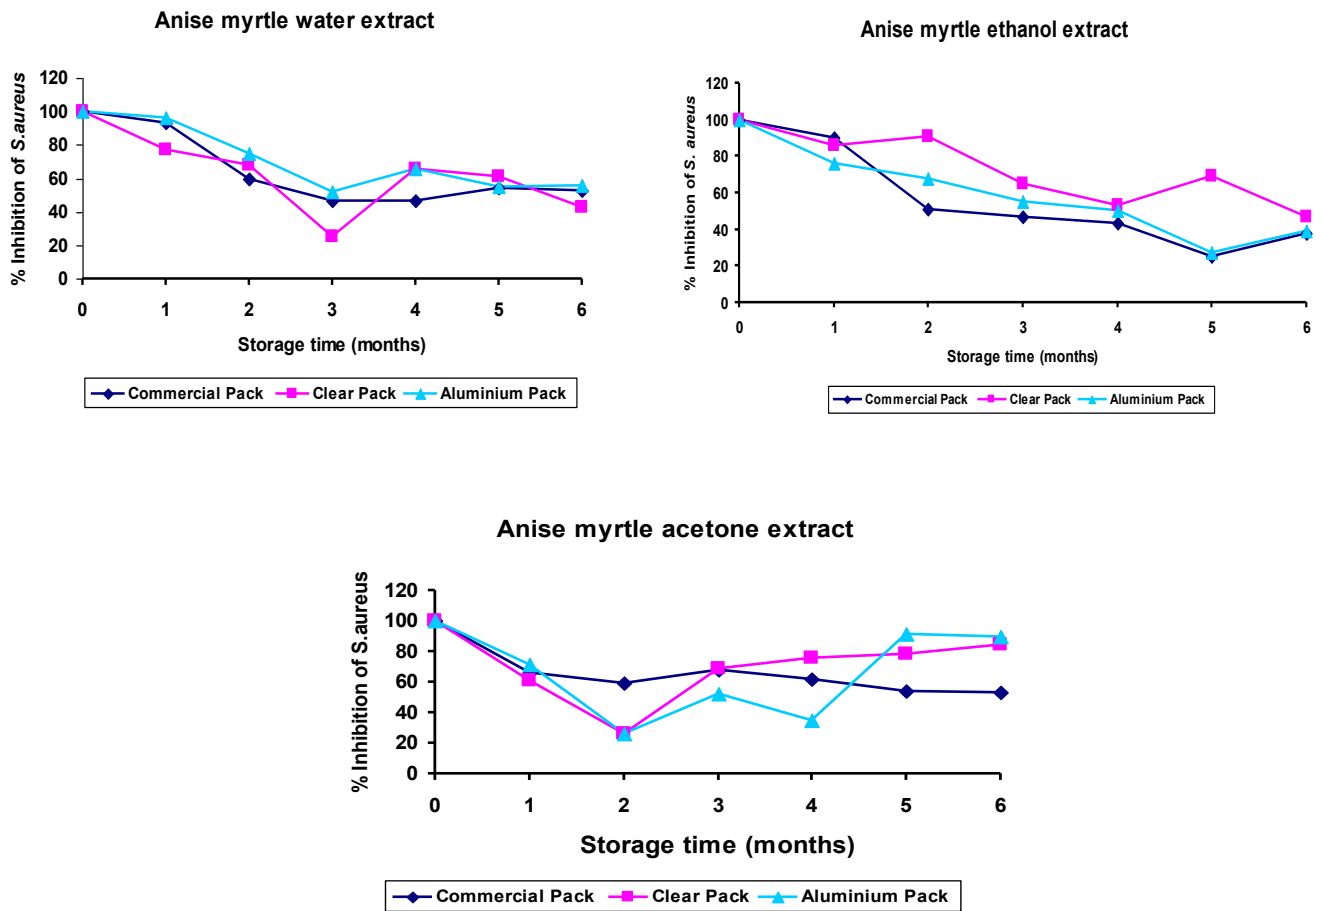 Anise myrtle water extract
% Inhibition of S.aureus
120
100
80
60
40
20
0
0 1 2 3 4 5 6
Storage time (months)
Commercial Pack Clear Pack Aluminium Pack
Anise myrtle ethanol extract
% Inhibition of S. aureus
120
100
80
60
40
20
0
0 1 2 3 4 5 6
Storage time (months)
Commercial Pack Clear Pack Aluminium Pack
Anise myrtle acetone extract
% Inhibition of S.aureus
120
100
80
60
40
20
0
0 1 2 3 4 5 6
Storage time (months)
Commercial Pack Clear Pack Aluminium Pack